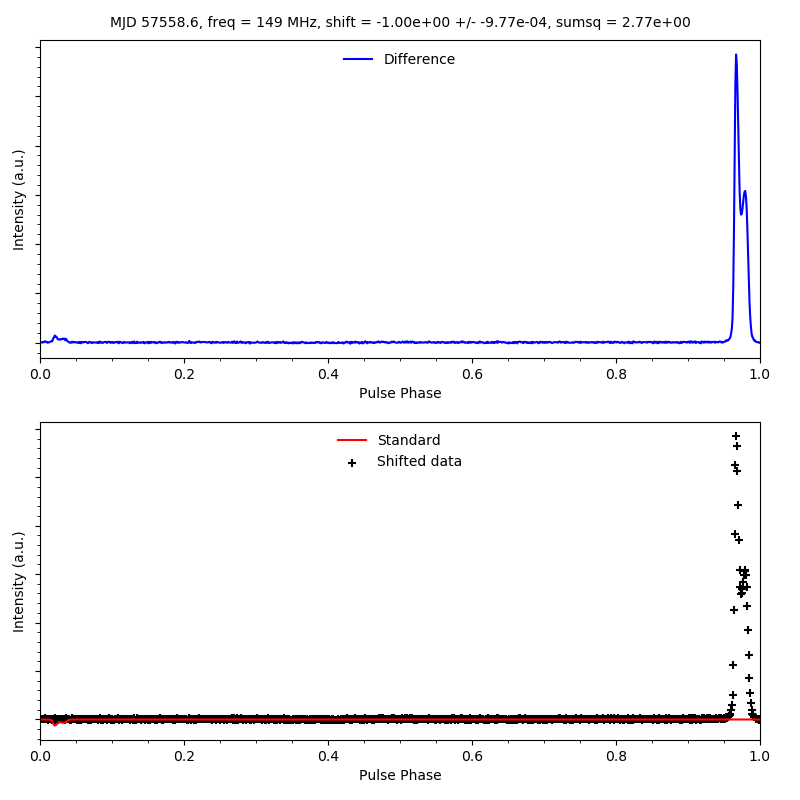 MJD 57558.6, freq = 149 MHz, shift = -1.00e+00 +/- -9.77e-04, sumsq = 2.77e+00
Difference
Intensity (a.u.)
0.0 0.2 0.4 0.6 0.8 1.0
Pulse Phase
Standard
Shifted data
Intensity (a.u.)
0.0 0.2 0.4 0.6 0.8 1.0
Pulse Phase